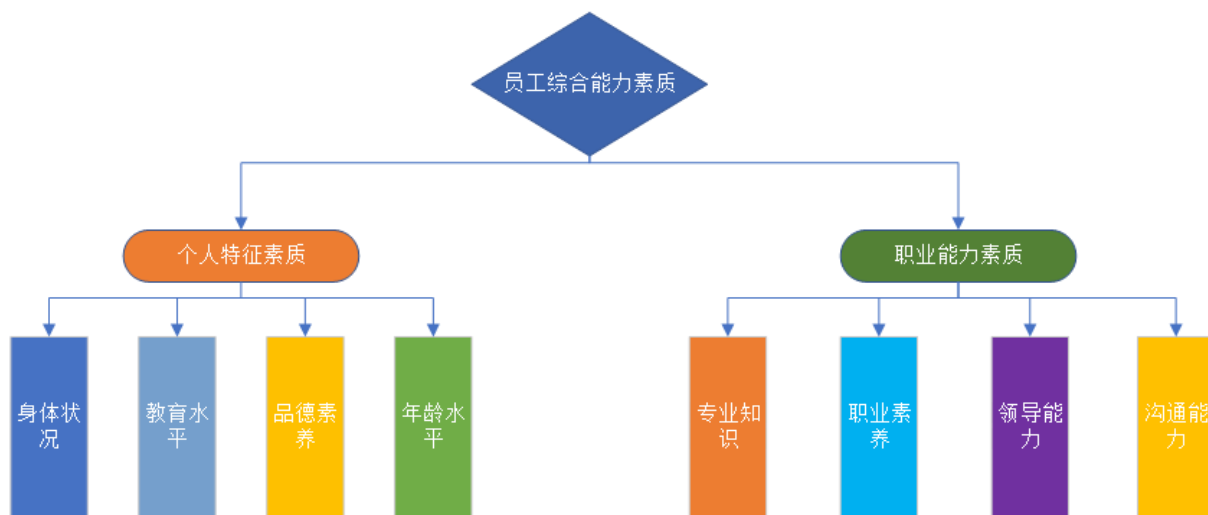 员工综合能力素质
个人特征素质
职业能力素质
身体状
况
教育水
平
品德素
养
年龄水
平
专业知
识
职业素
养
领导能
力
沟通能
力